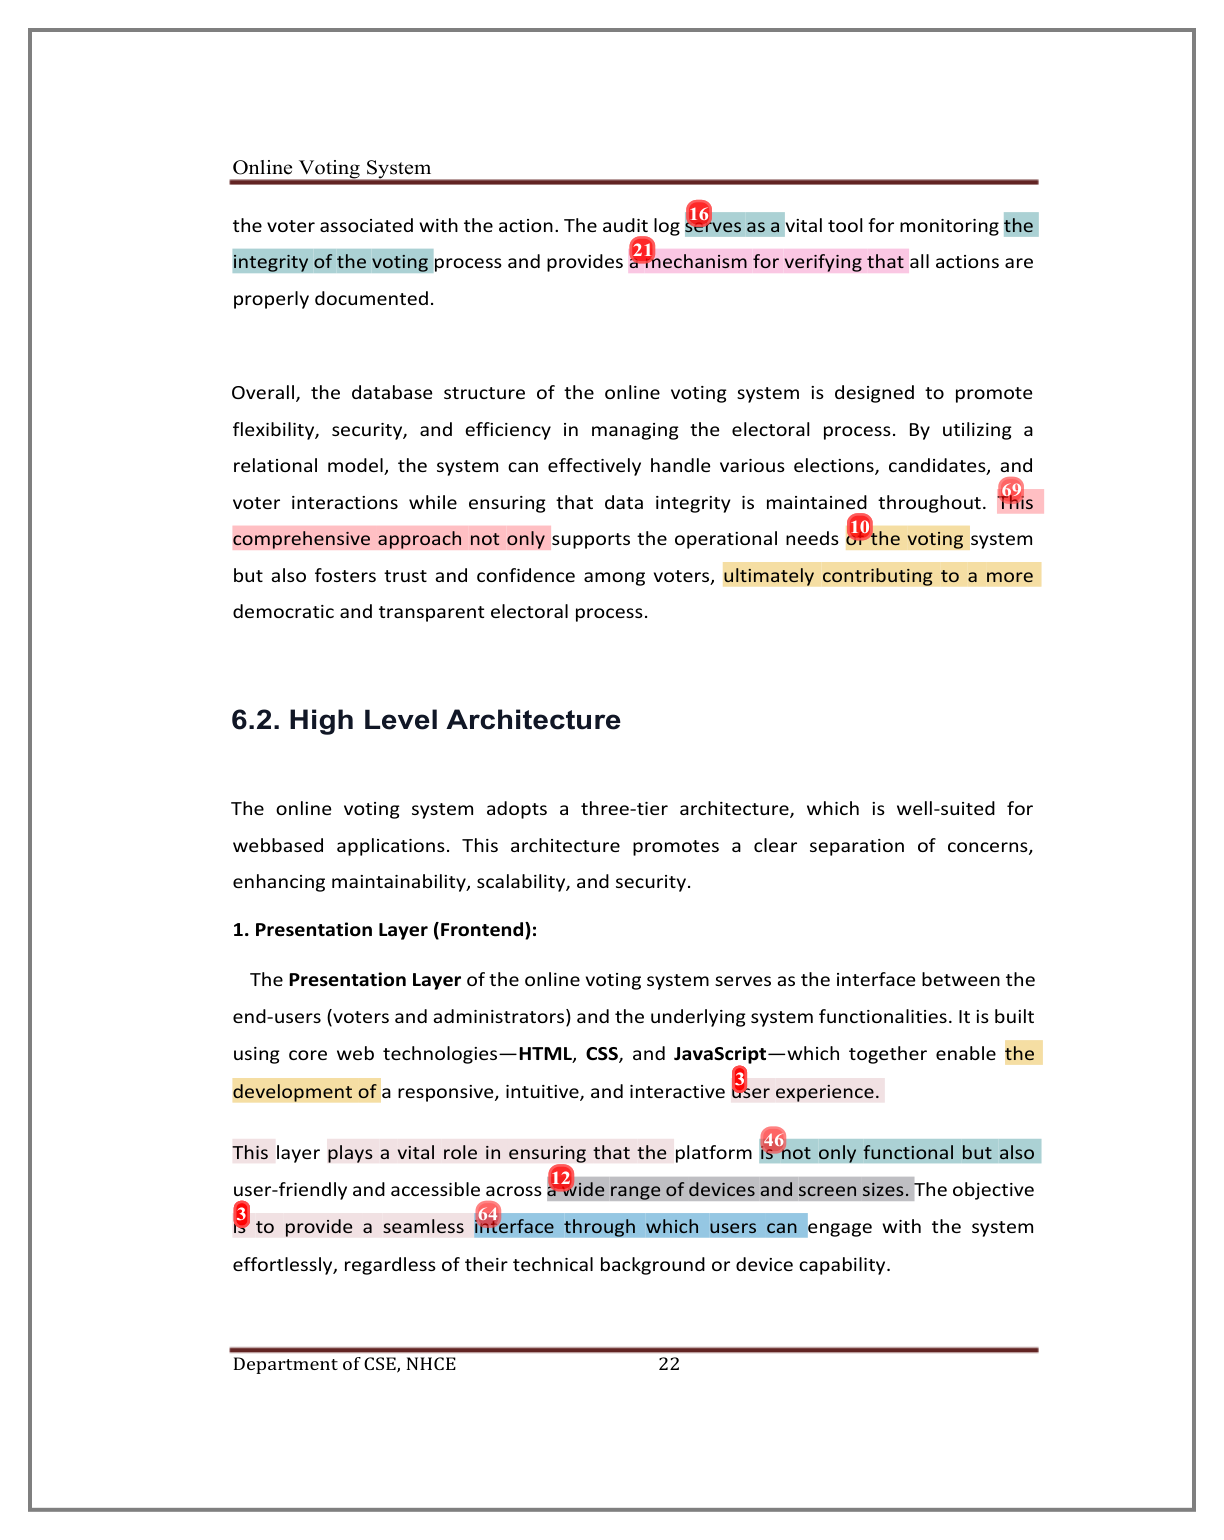 Online Voting System
the voter associated with the action. The audit log serves as a vital tool for monitoring the
integrity of the voting process and provides a mechanism for verifying that all actions are
properly documented.
Overall, the database structure of the online voting system is designed to promote
flexibility, security, and efficiency in managing the electoral process. By utilizing a
relational model, the system can effectively handle various elections, candidates, and
voter interactions while ensuring that data integrity is maintained throughout. This
comprehensive approach not only supports the operational needs of the voting system
but also fosters trust and confidence among voters, ultimately contributing to a more
democratic and transparent electoral process.
6.2. High Level Architecture
The online voting system adopts a three-tier architecture, which is well-suited for
webbased applications. This architecture promotes a clear separation of concerns,
enhancing maintainability, scalability, and security.
1. Presentation Layer (Frontend):
The Presentation Layer of the online voting system serves as the interface between the
end-users (voters and administrators) and the underlying system functionalities. It is built
using core web technologies—HTML, CSS, and JavaScript—which together enable the
development of a responsive, intuitive, and interactive user experience.
This layer plays a vital role in ensuring that the platform is not only functional but also
user-friendly and accessible across a wide range of devices and screen sizes. The objective
is to provide a seamless interface through which users can engage with the system
effortlessly, regardless of their technical background or device capability.
Department of CSE, NHCE 22
16
21
69
10
3
46
12
3
64